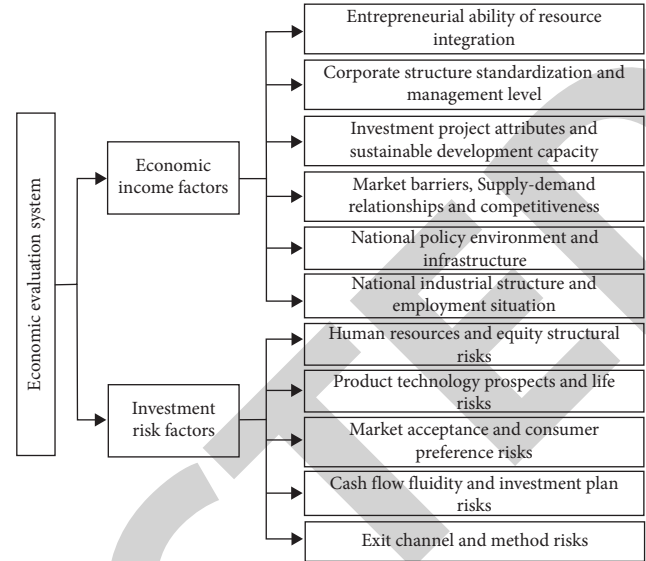 Economic evaluation system
Economic
income factors
Entrepreneurial ability of resource
integration
Corporate structure standardization and
management level
Investment project attributes and
sustainable development capacity
Market barriers, Supply-demand
relationships and competitiveness
National policy environment and
infrastructure
National industrial structure and
employment situation
Investment
risk factors
Human resources and equity structural
risks
Product technology prospects and life
risks
Market acceptance and consumer
preference risks
Cash flow fluidity and investment plan
risks
Exit channel and method risks
CTED